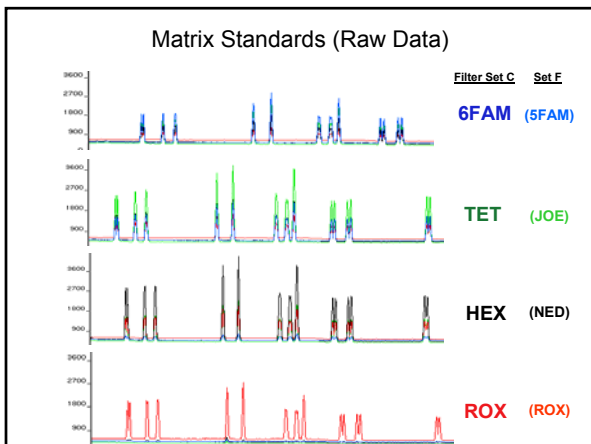 Matrix Standards (Raw Data)
Filter Set C Set F
3600
2700
1800
900
0
6FAM (5FAM)
3600
2700
1800
900
TET (JOE)
3600
2700
1800
900
HEX (NED)
3600
2700
1800
900
ROX (ROX)